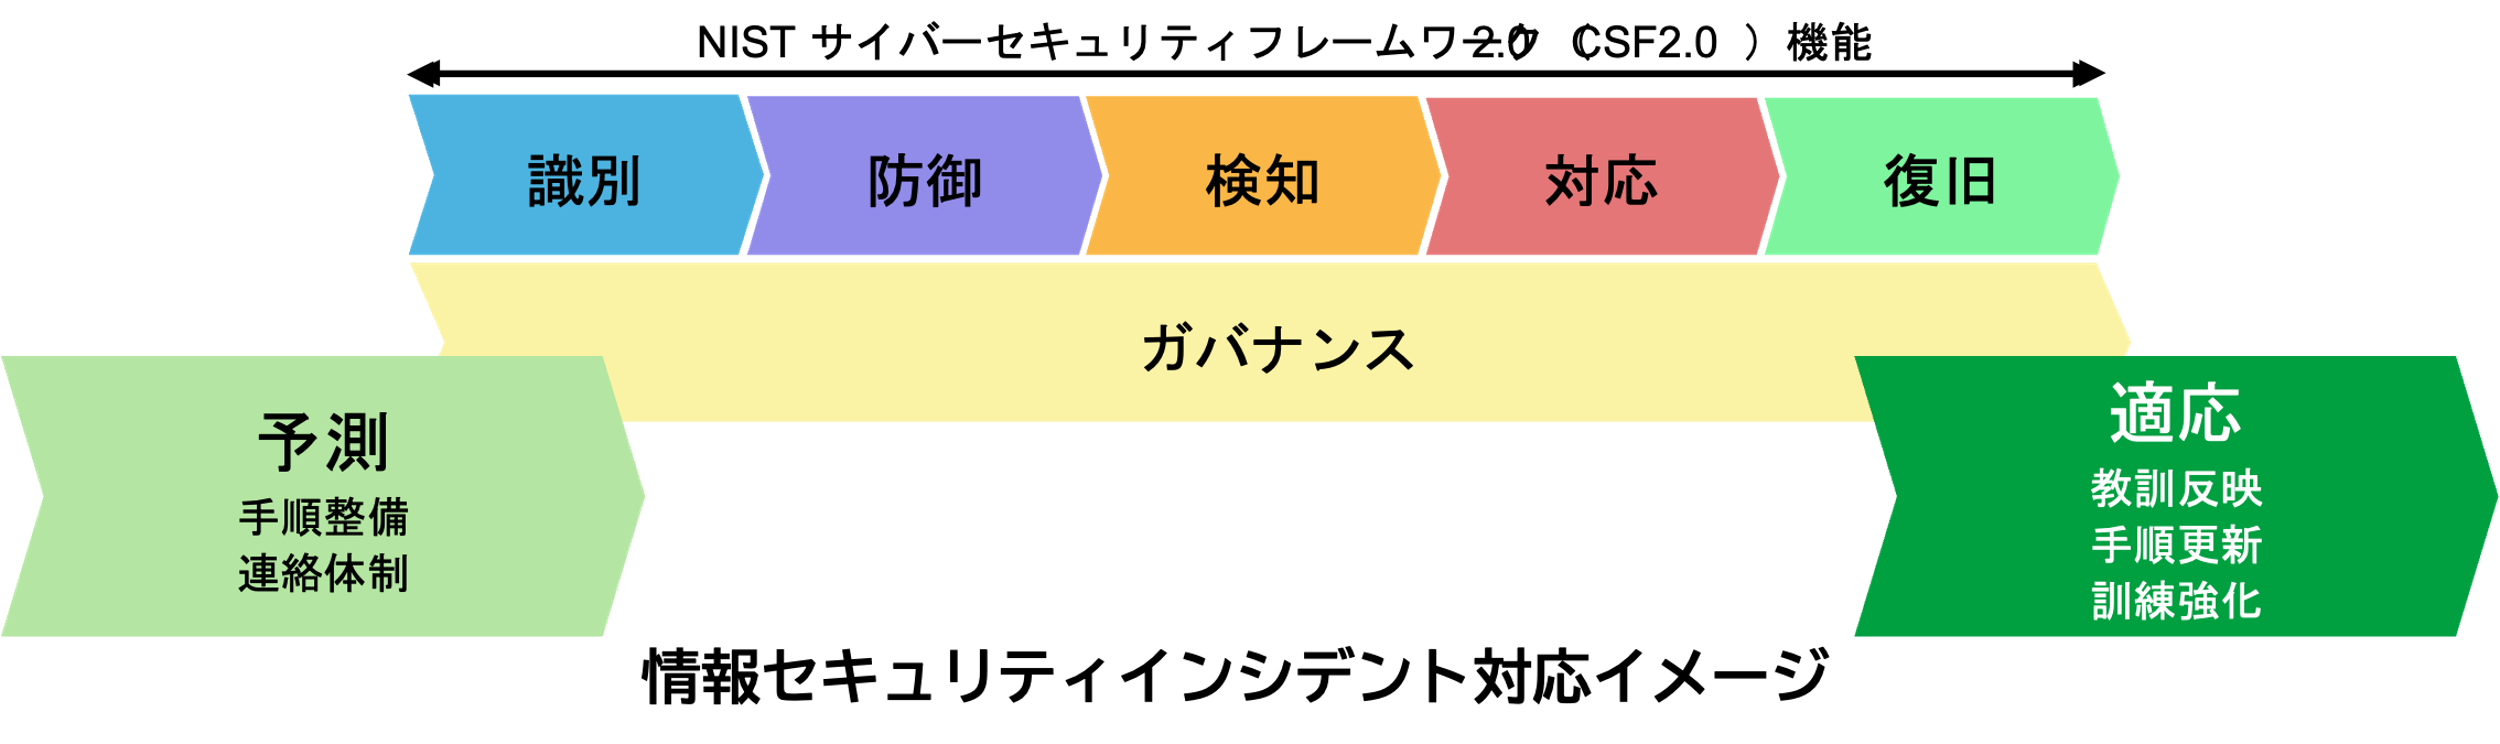 NIST サイバーセキュリティフレームワーク2.0（CSF2.0 ）機能
識別
防御
検知
対応
復旧
ガバナンス
予測
手順整備
連絡体制
適応
教訓反映
手順更新
訓練強化
情報セキュリティインシデント対応イメージ